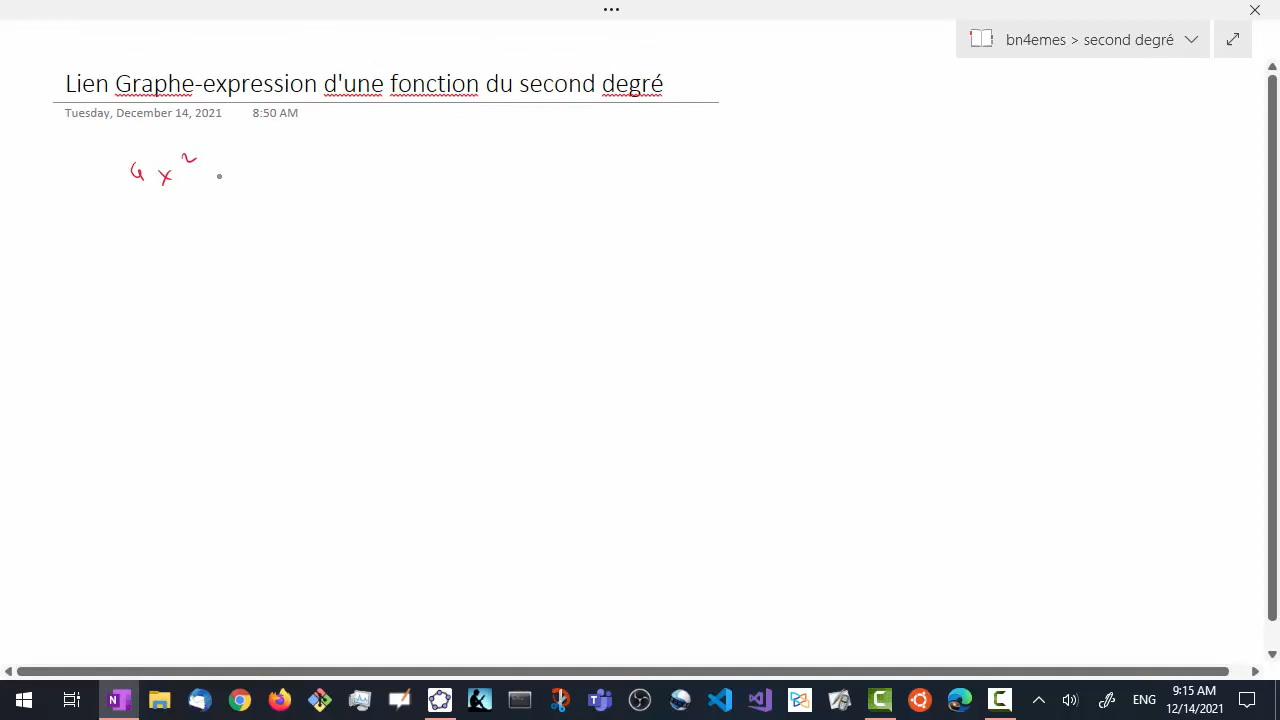 bn4emes > second degré
Lien Graphe-expression d'une fonction du second degré
Tuesday, December 14, 2021 8:50 AM
x²
ENG
9:15 AM
12/14/2021